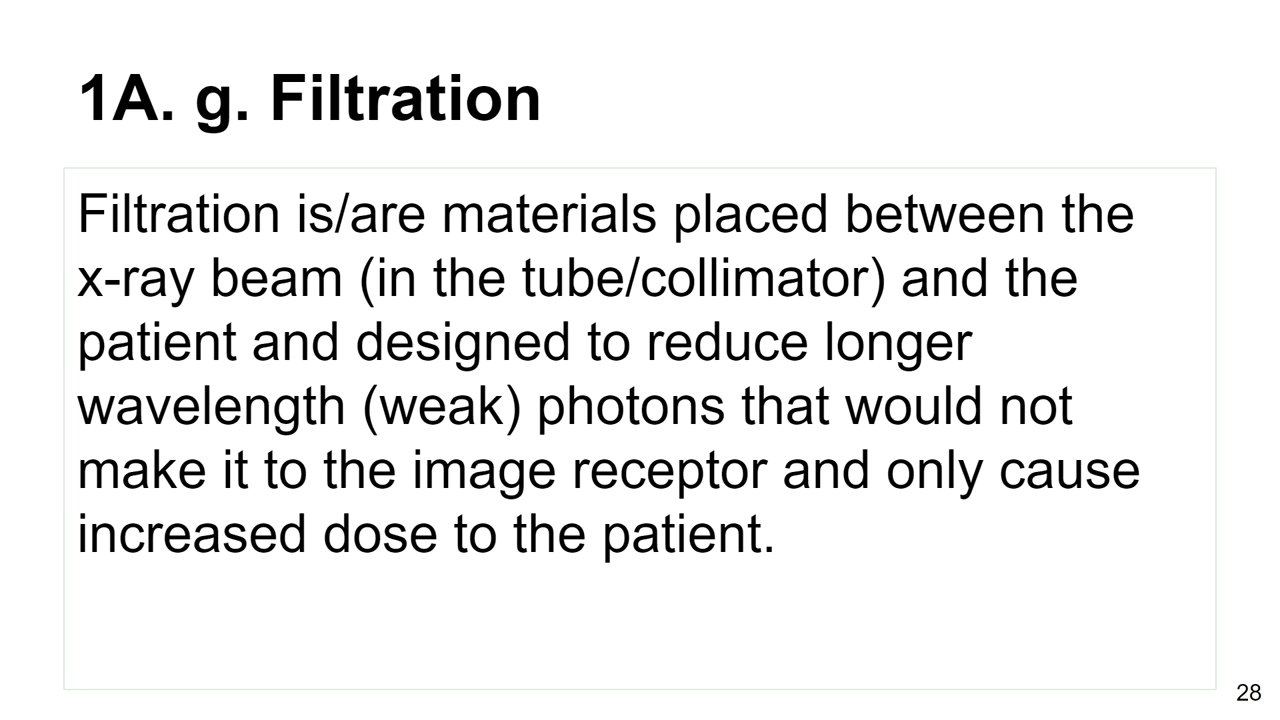 1A. g. Filtration
Filtration is/are materials placed between the
x-ray beam (in the tube/collimator) and the
patient and designed to reduce longer
wavelength (weak) photons that would not
make it to the image receptor and only cause
increased dose to the patient.
28